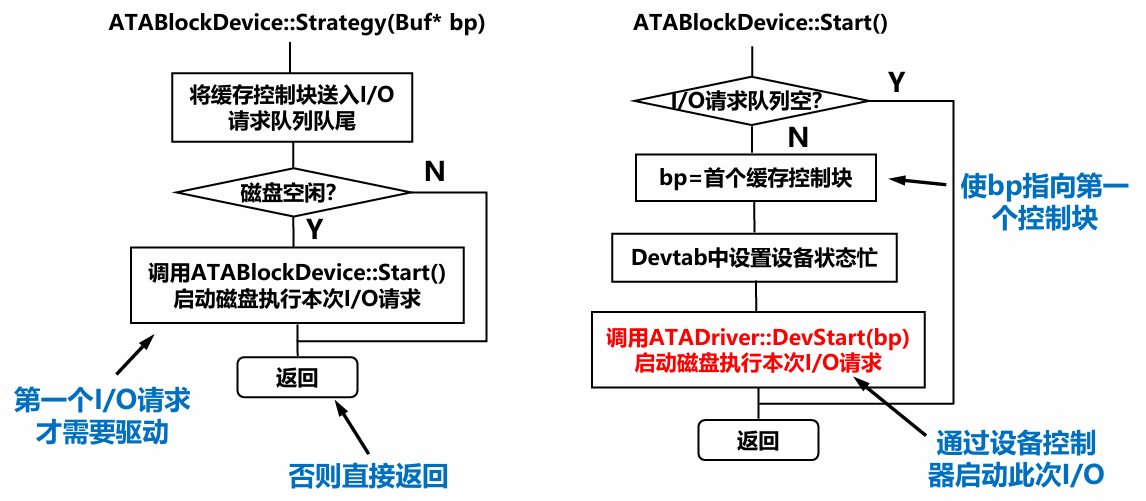 ATABlockDevice::Strategy(Buf* bp)
将缓存控制块送入I/O
请求队列队尾
磁盘空闲？
N
Y
调用ATABlockDevice::Start()
启动磁盘执行本次I/O请求
返回
第一个I/O请求
才需要驱动
否则直接返回
ATABlockDevice::Start()
I/O请求队列空？
Y
N
bp=首个缓存控制块
使bp指向第一
个控制块
Devtab中设置设备状态忙
调用ATADriver::DevStart(bp)
启动磁盘执行本次I/O请求
返回
通过设备控制
器启动此次I/O